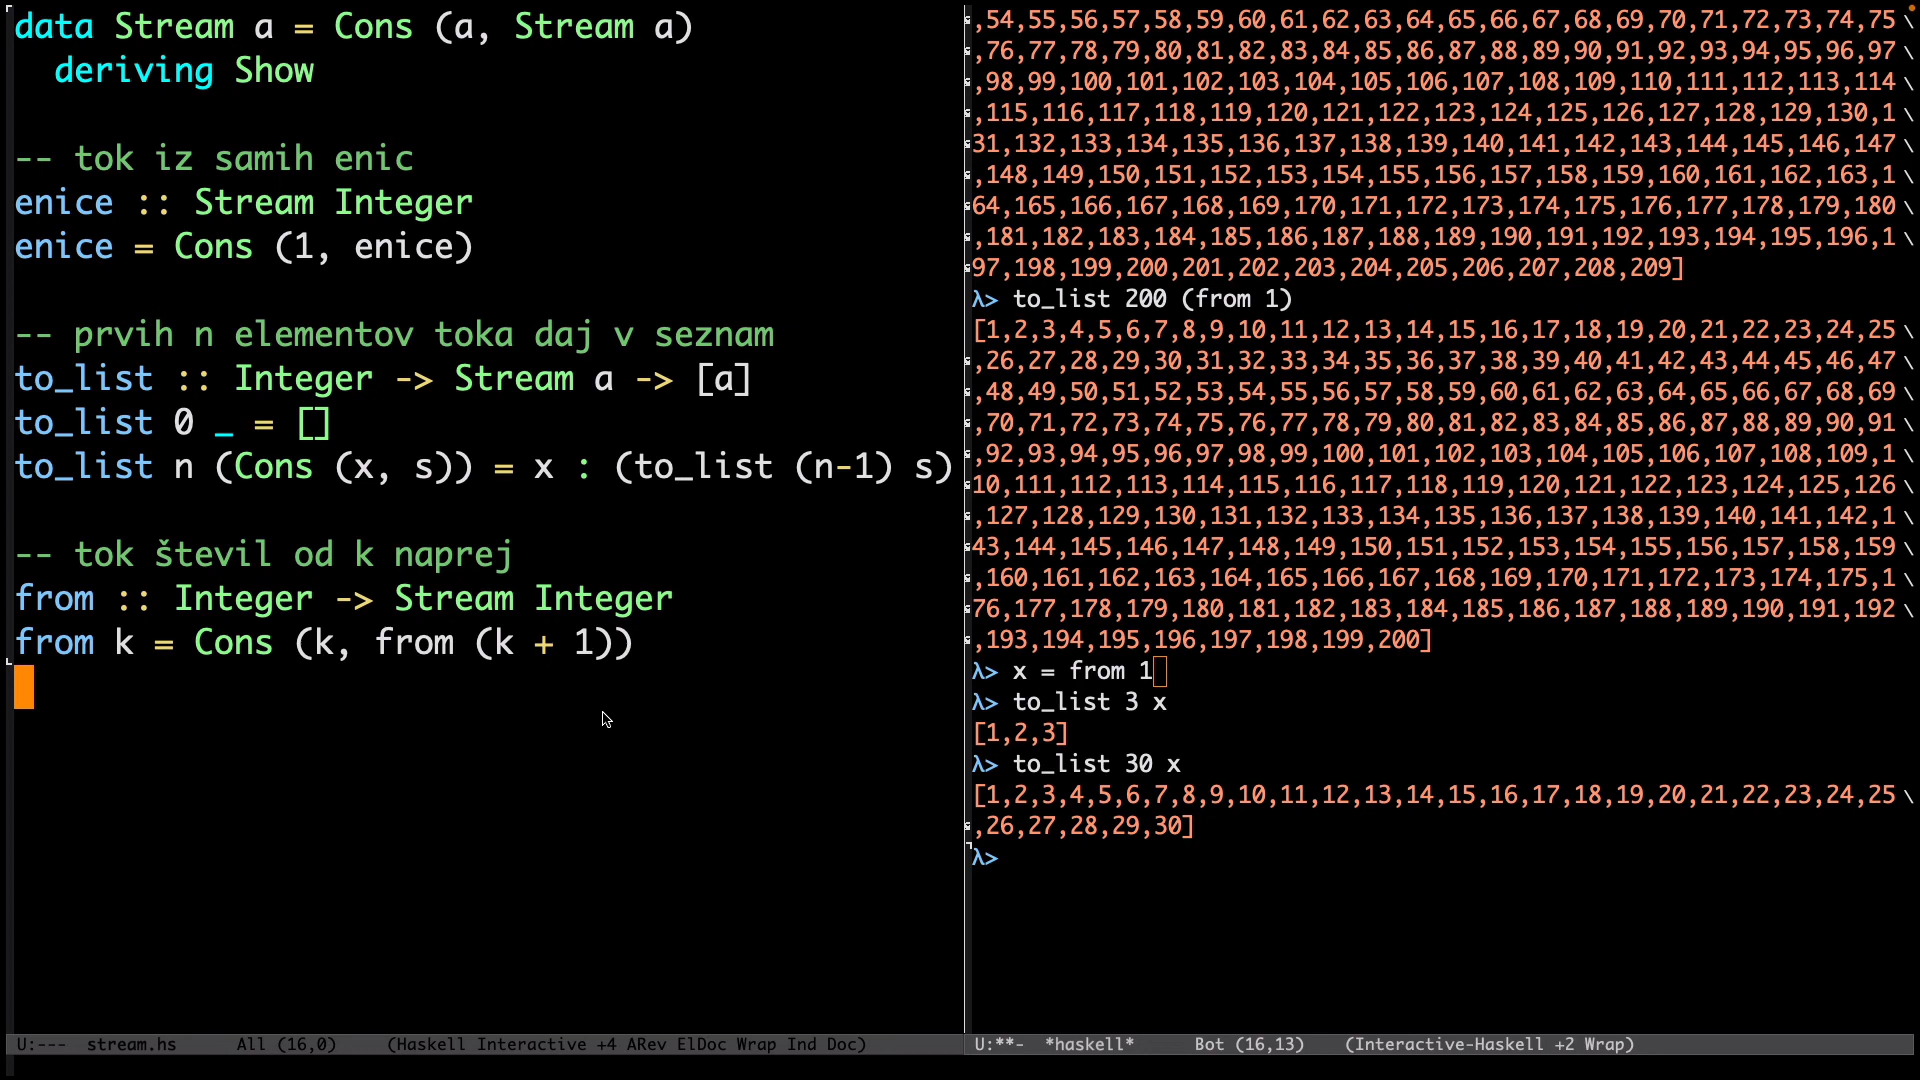 data Stream a = Cons (a, Stream a)
  deriving Show

-- tok iz samih enic
enice :: Stream Integer
enice = Cons (1, enice)

-- prvih n elementov toka daj v seznam
to_list :: Integer -> Stream a -> [a]
to_list 0 _ = []
to_list n (Cons (x, s)) = x : (to_list (n-1) s)

-- tok števil od k naprej
from :: Integer -> Stream Integer
from k = Cons (k, from (k + 1))
U:---  stream.hs      All (16,0)     (Haskell Interactive +4 ARev ElDoc Wrap Ind Doc)
,54,55,56,57,58,59,60,61,62,63,64,65,66,67,68,69,70,71,72,73,74,75\
,76,77,78,79,80,81,82,83,84,85,86,87,88,89,90,91,92,93,94,95,96,97\
,98,99,100,101,102,103,104,105,106,107,108,109,110,111,112,113,114\
,115,116,117,118,119,120,121,122,123,124,125,126,127,128,129,130,1\
31,132,133,134,135,136,137,138,139,140,141,142,143,144,145,146,147\
,148,149,150,151,152,153,154,155,156,157,158,159,160,161,162,163,1\
64,165,166,167,168,169,170,171,172,173,174,175,176,177,178,179,180\
,181,182,183,184,185,186,187,188,189,190,191,192,193,194,195,196,1\
97,198,199,200,201,202,203,204,205,206,207,208,209]
λ> to_list 200 (from 1)
[1,2,3,4,5,6,7,8,9,10,11,12,13,14,15,16,17,18,19,20,21,22,23,24,25\
,26,27,28,29,30,31,32,33,34,35,36,37,38,39,40,41,42,43,44,45,46,47\
,48,49,50,51,52,53,54,55,56,57,58,59,60,61,62,63,64,65,66,67,68,69\
,70,71,72,73,74,75,76,77,78,79,80,81,82,83,84,85,86,87,88,89,90,91\
,92,93,94,95,96,97,98,99,100,101,102,103,104,105,106,107,108,109,1\
10,111,112,113,114,115,116,117,118,119,120,121,122,123,124,125,126\
,127,128,129,130,131,132,133,134,135,136,137,138,139,140,141,142,1\
43,144,145,146,147,148,149,150,151,152,153,154,155,156,157,158,159\
,160,161,162,163,164,165,166,167,168,169,170,171,172,173,174,175,1\
76,177,178,179,180,181,182,183,184,185,186,187,188,189,190,191,192\
,193,194,195,196,197,198,199,200]
λ> x = from 1
λ> to_list 3 x
[1,2,3]
λ> to_list 30 x
[1,2,3,4,5,6,7,8,9,10,11,12,13,14,15,16,17,18,19,20,21,22,23,24,25\
,26,27,28,29,30]
λ>
U:**-  *haskell*      Bot (16,13)    (Interactive-Haskell +2 Wrap)